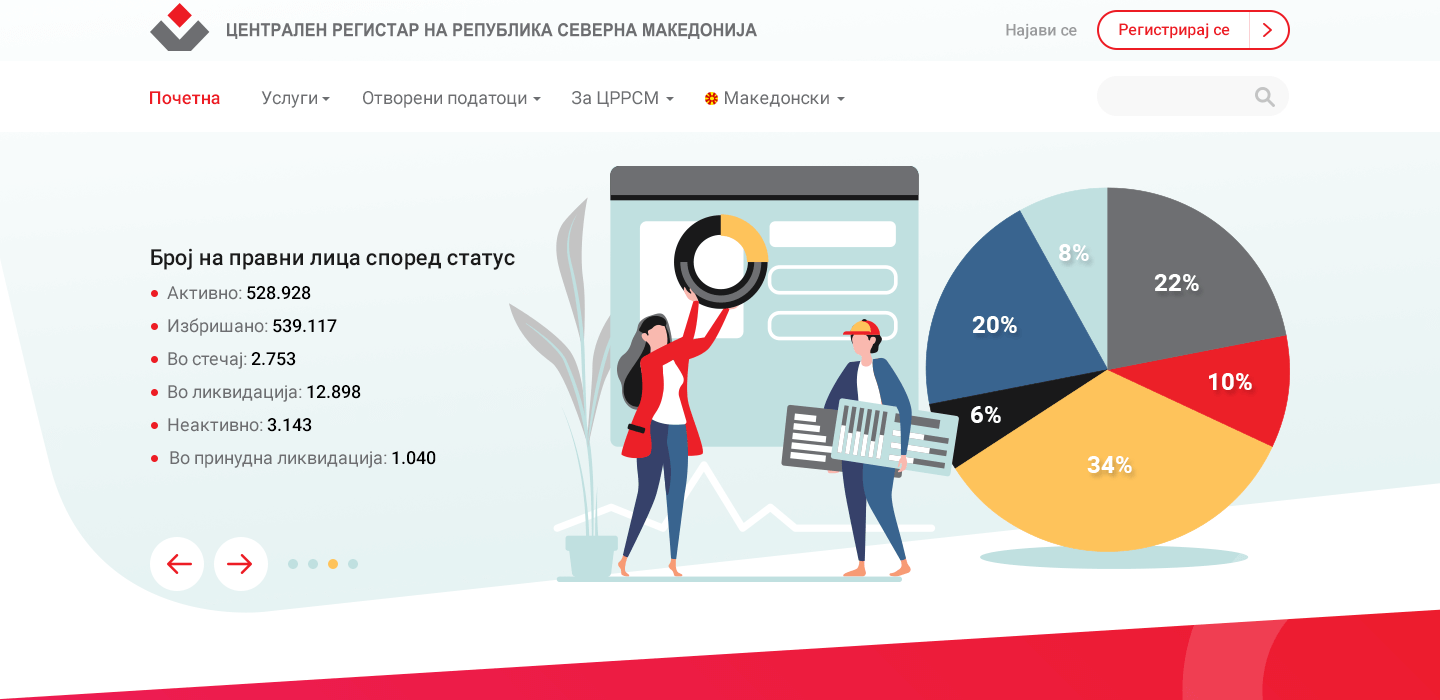 ЦЕНТРАЛЕН РЕГИСТАР НА РЕПУБЛИКА СЕВЕРНА МАКЕДОНИЈА
Најави се
Регистрирај се
Почетна
Услуги
Отворени податоци
За ЦРРСМ
Македонски
Број на правни лица според статус
Активно: 528.928
Избришано: 539.117
Во стечај: 2.753
Во ликвидација: 12.898
Неактивно: 3.143
Во принудна ликвидација: 1.040
8%
22%
20%
10%
6%
34%